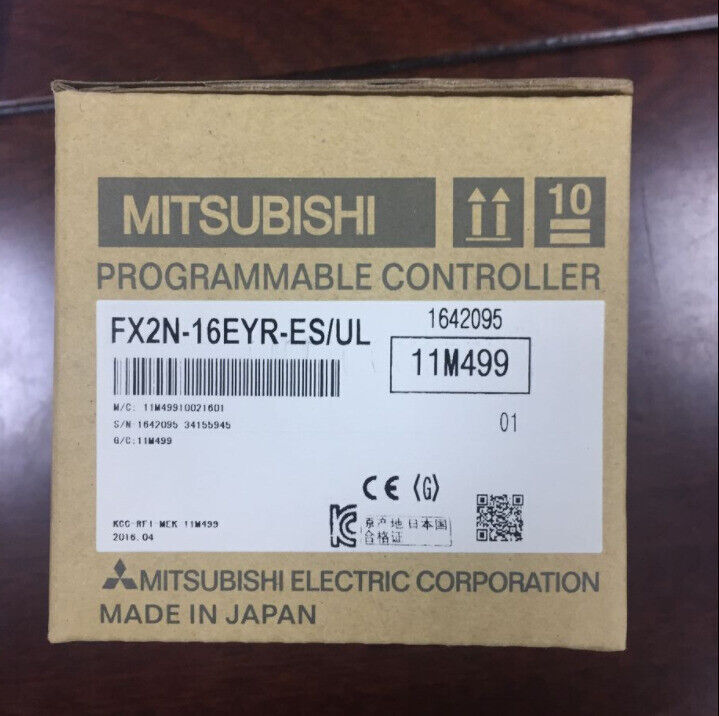 MITSUBISHI
10
PROGRAMMABLE CONTROLLER
FX2N-16EYR-ES/UL
1642095
11M499
M/C: 11M49910021601
S/N 1642095 34155945
G/C:11M499
01
CE ⟨G⟩
KCC-RFI-MEK 11M499
2016.04
原产地日本国
合格证
MITSUBISHI ELECTRIC CORPORATION
MADE IN JAPAN